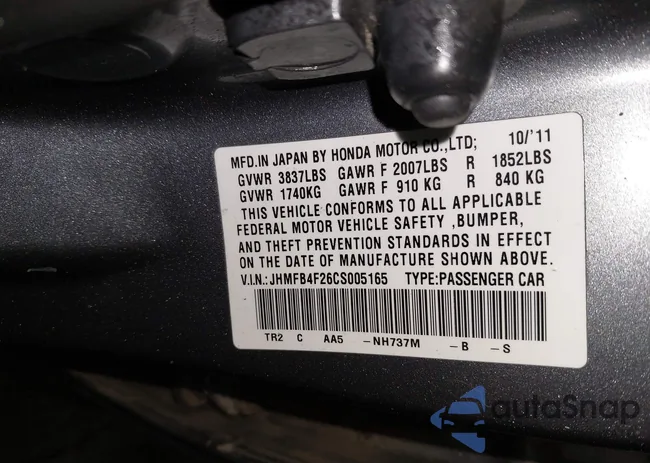 MFD.IN JAPAN BY HONDA MOTOR CO.,LTD; 10/'11
GVWR 3837LBS GAWR F 2007LBS R 1852LBS
GVWR 1740KG GAWR F 910 KG R 840 KG
THIS VEHICLE CONFORMS TO ALL APPLICABLE
FEDERAL MOTOR VEHICLE SAFETY ,BUMPER,
AND THEFT PREVENTION STANDARDS IN EFFECT
ON THE DATE OF MANUFACTURE SHOWN ABOVE.
V.I.N.:JHMFB4F26CS005165 TYPE:PASSENGER CAR
TR2 C AA5 -NH737M -B -S
autoSnap